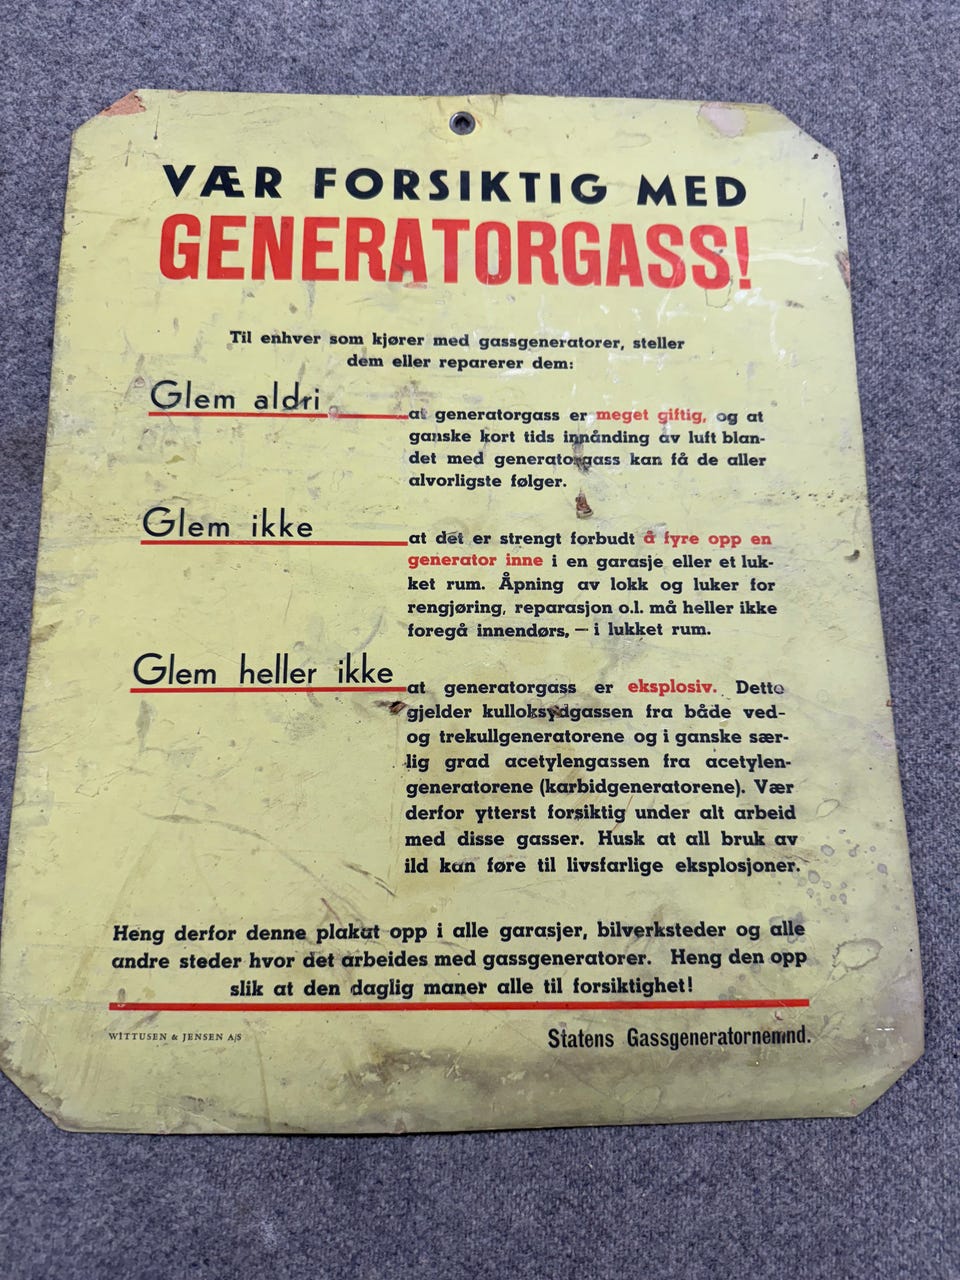 VÆR FORSIKTIG MED
GENERATORGASS!
Til enhver som kjører med gassgeneratorer, steller
dem eller reparerer dem:
Glem aldri
at generatorgass er meget giftig, og at
ganske kort tids innånding av luft blan-
det med generatorgass kan få de aller
alvorligste følger.
Glem ikke
at det er strengt forbudt å fyre opp en
generator inne i en garasje eller et luk-
ket rum. Åpning av lokk og luker for
rengjøring, reparasjon o.l. må heller ikke
foregå innendørs, — i lukket rum.
Glem heller ikke
at generatorgass er eksplosiv. Dette
gjelder kulloksydgassen fra både ved-
og trekullgeneratorene og i ganske sær-
lig grad acetylengassen fra acetylen-
generatorene (karbidgeneratorene). Vær
derfor ytterst forsiktig under alt arbeid
med disse gasser. Husk at all bruk av
ild kan føre til livsfarlige eksplosjoner.
Heng derfor denne plakat opp i alle garasjer, bilverksteder og alle
andre steder hvor det arbeides med gassgeneratorer. Heng den opp
slik at den daglig maner alle til forsiktighet!
WITTUSEN & JENSEN A/S
Statens Gassgeneratornemnd.